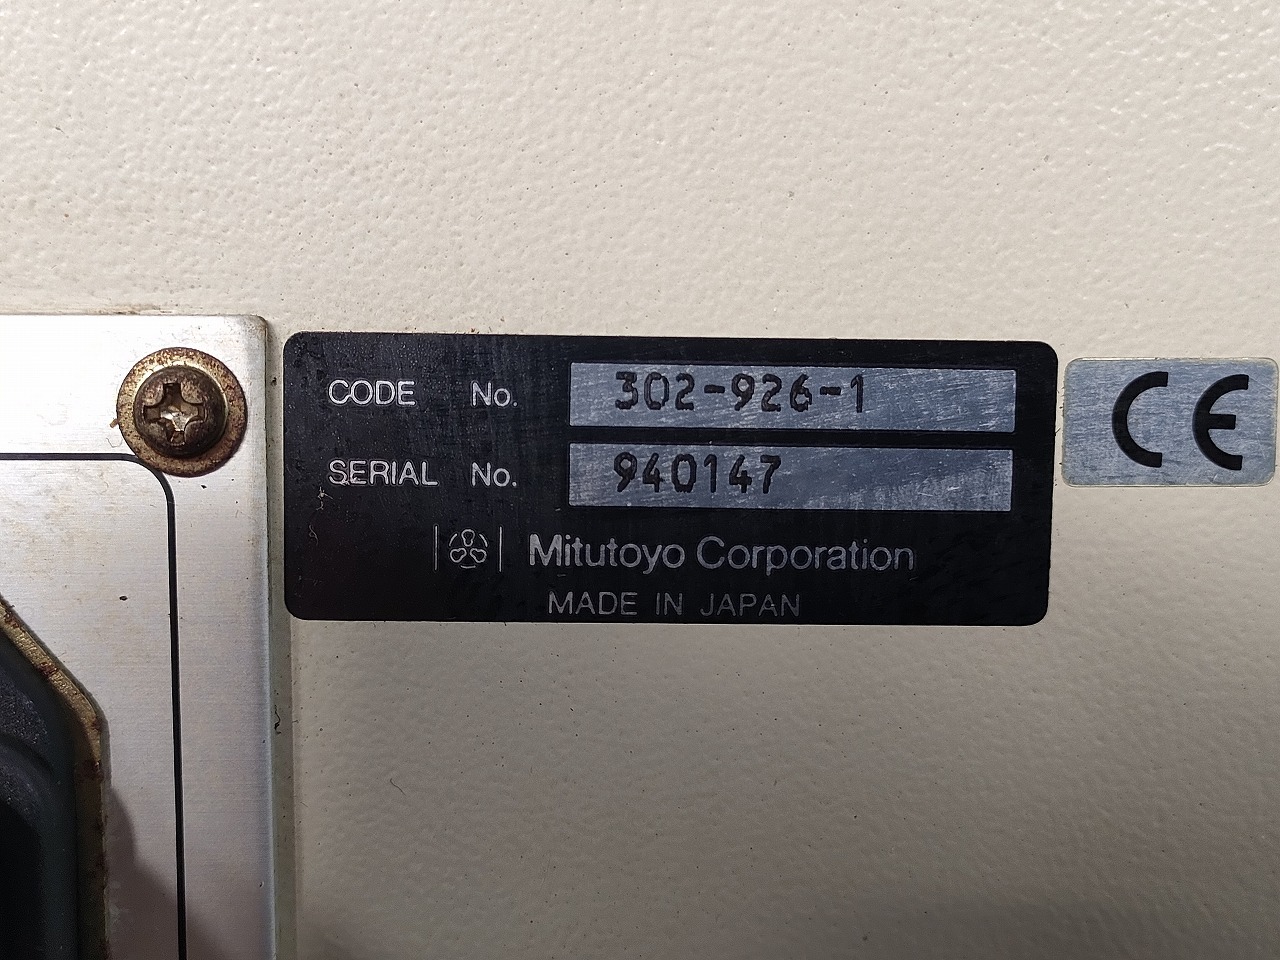 CODE No. 302-926-1
SERIAL No. 940147
Mitutoyo Corporation
MADE IN JAPAN
CE